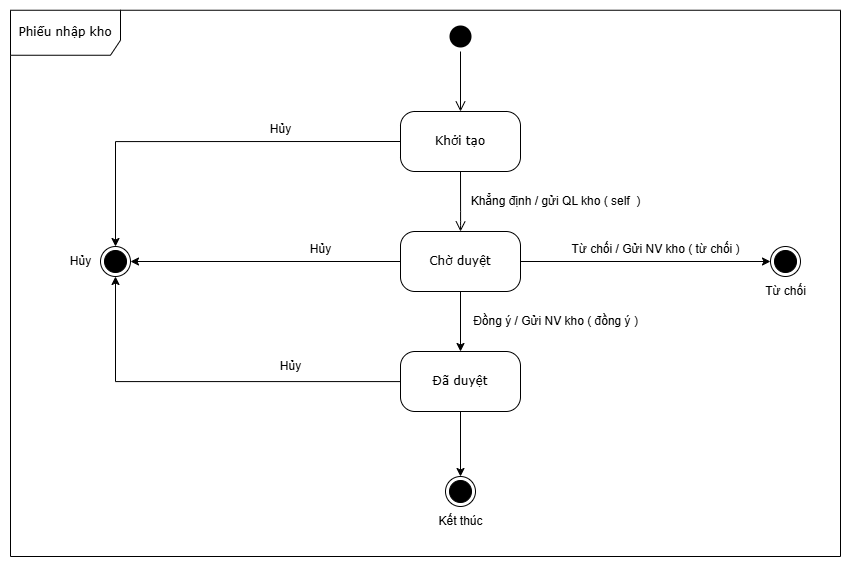 Phiếu nhập kho
Khởi tạo
Hủy
Khẳng định / gửi QL kho ( self )
Hủy
Chờ duyệt
Hủy
Từ chối / Gửi NV kho ( từ chối )
Từ chối
Đồng ý / Gửi NV kho ( đồng ý )
Đã duyệt
Hủy
Kết thúc